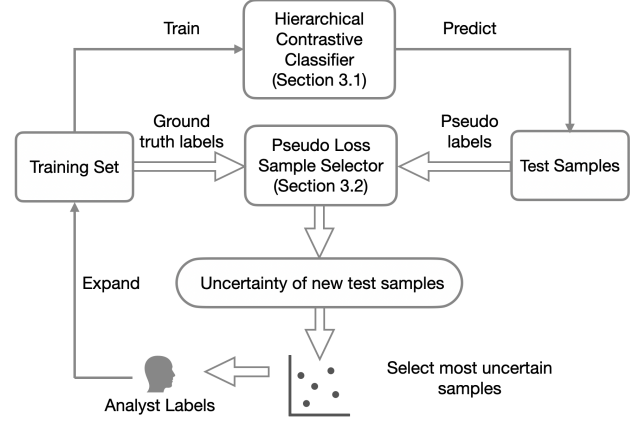 Train
Hierarchical
Contrastive
Classifier
(Section 3.1)
Predict
Ground
truth labels
Pseudo
labels
Training Set
Pseudo Loss
Sample Selector
(Section 3.2)
Test Samples
Expand
Uncertainty of new test samples
Select most uncertain
samples
Analyst Labels